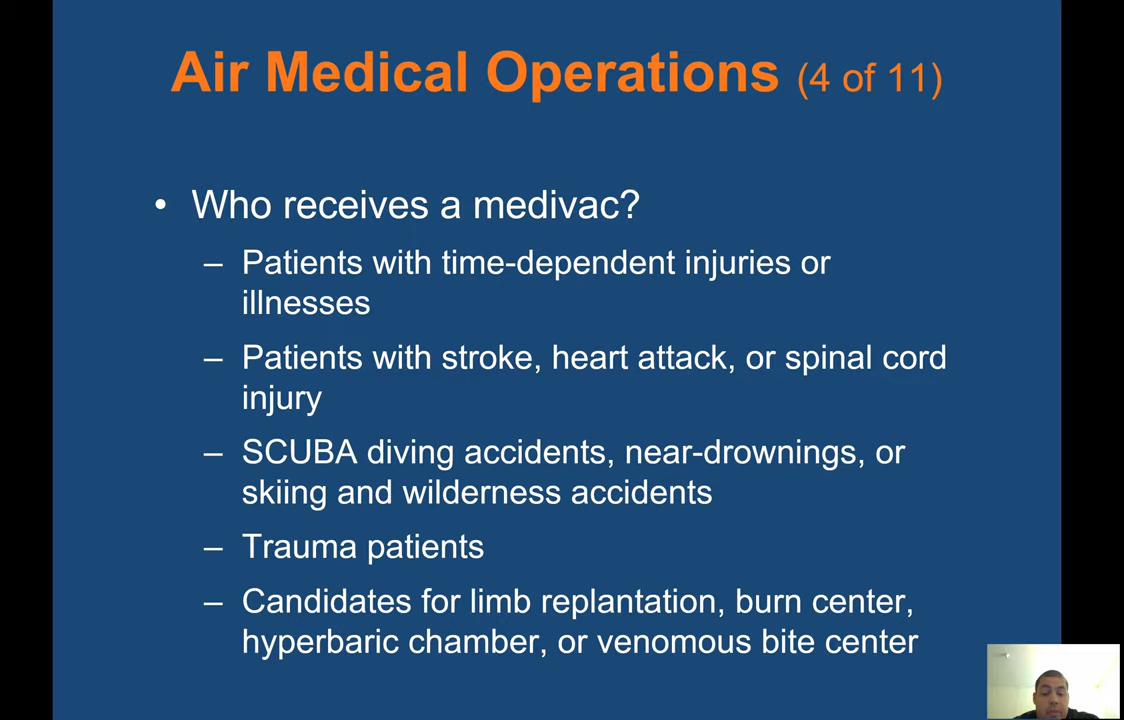 Air Medical Operations (4 of 11)
• Who receives a medivac?
– Patients with time-dependent injuries or
illnesses
– Patients with stroke, heart attack, or spinal cord
injury
– SCUBA diving accidents, near-drownings, or
skiing and wilderness accidents
– Trauma patients
– Candidates for limb replantation, burn center,
hyperbaric chamber, or venomous bite center